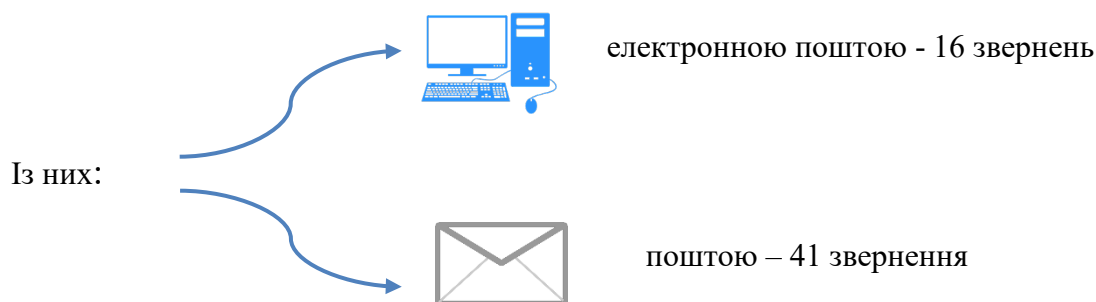 електронною поштою - 16 звернень
Із них:
поштою – 41 звернення